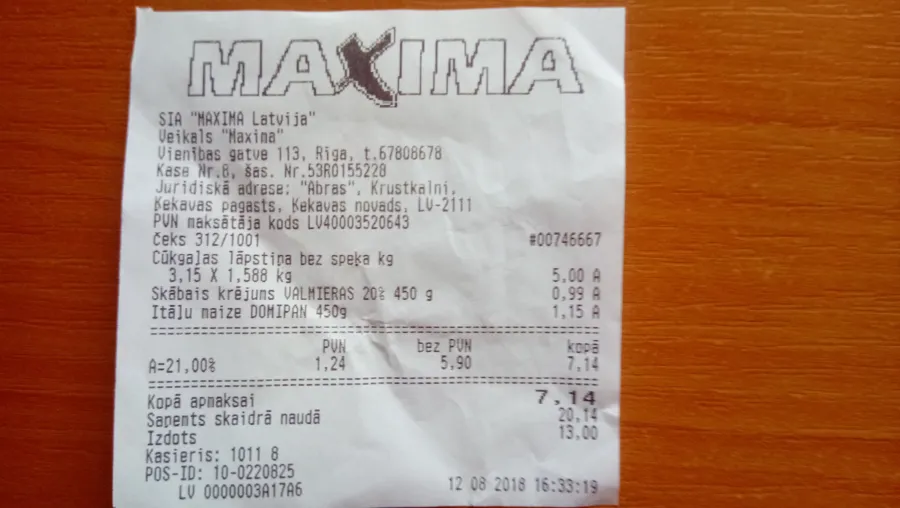 MAXIMA
SIA "MAXIMA Latvija"
Veikals "Maxima"
Vienības gatve 113, Rīga, t.67808678
Kase Nr.8, šas. Nr.53R0155228
Juridiskā adrese: "Abras", Krustkalni,
Ķekavas pagasts, Ķekavas novads, LV-2111
PVN maksātāja kods LV40003520643
Čeks 312/1001 #00746667
Cūkgaļas lāpstiņa bez speķa kg
3,15 X 1,588 kg 5,00 A
Skābais krējums VALMIERAS 20% 450 g 0,99 A
Itāļu maize DOMIPAN 450g 1,15 A
PVN bez PVN kopā
A=21,00% 1,24 5,90 7,14
Kopā apmaksai 7,14
Saņemts skaidrā naudā 20,14
Izdots 13,00
Kasieris: 1011 8
POS-ID: 10-0220825
LV 0000003A17A6 12 08 2018 16:33:19